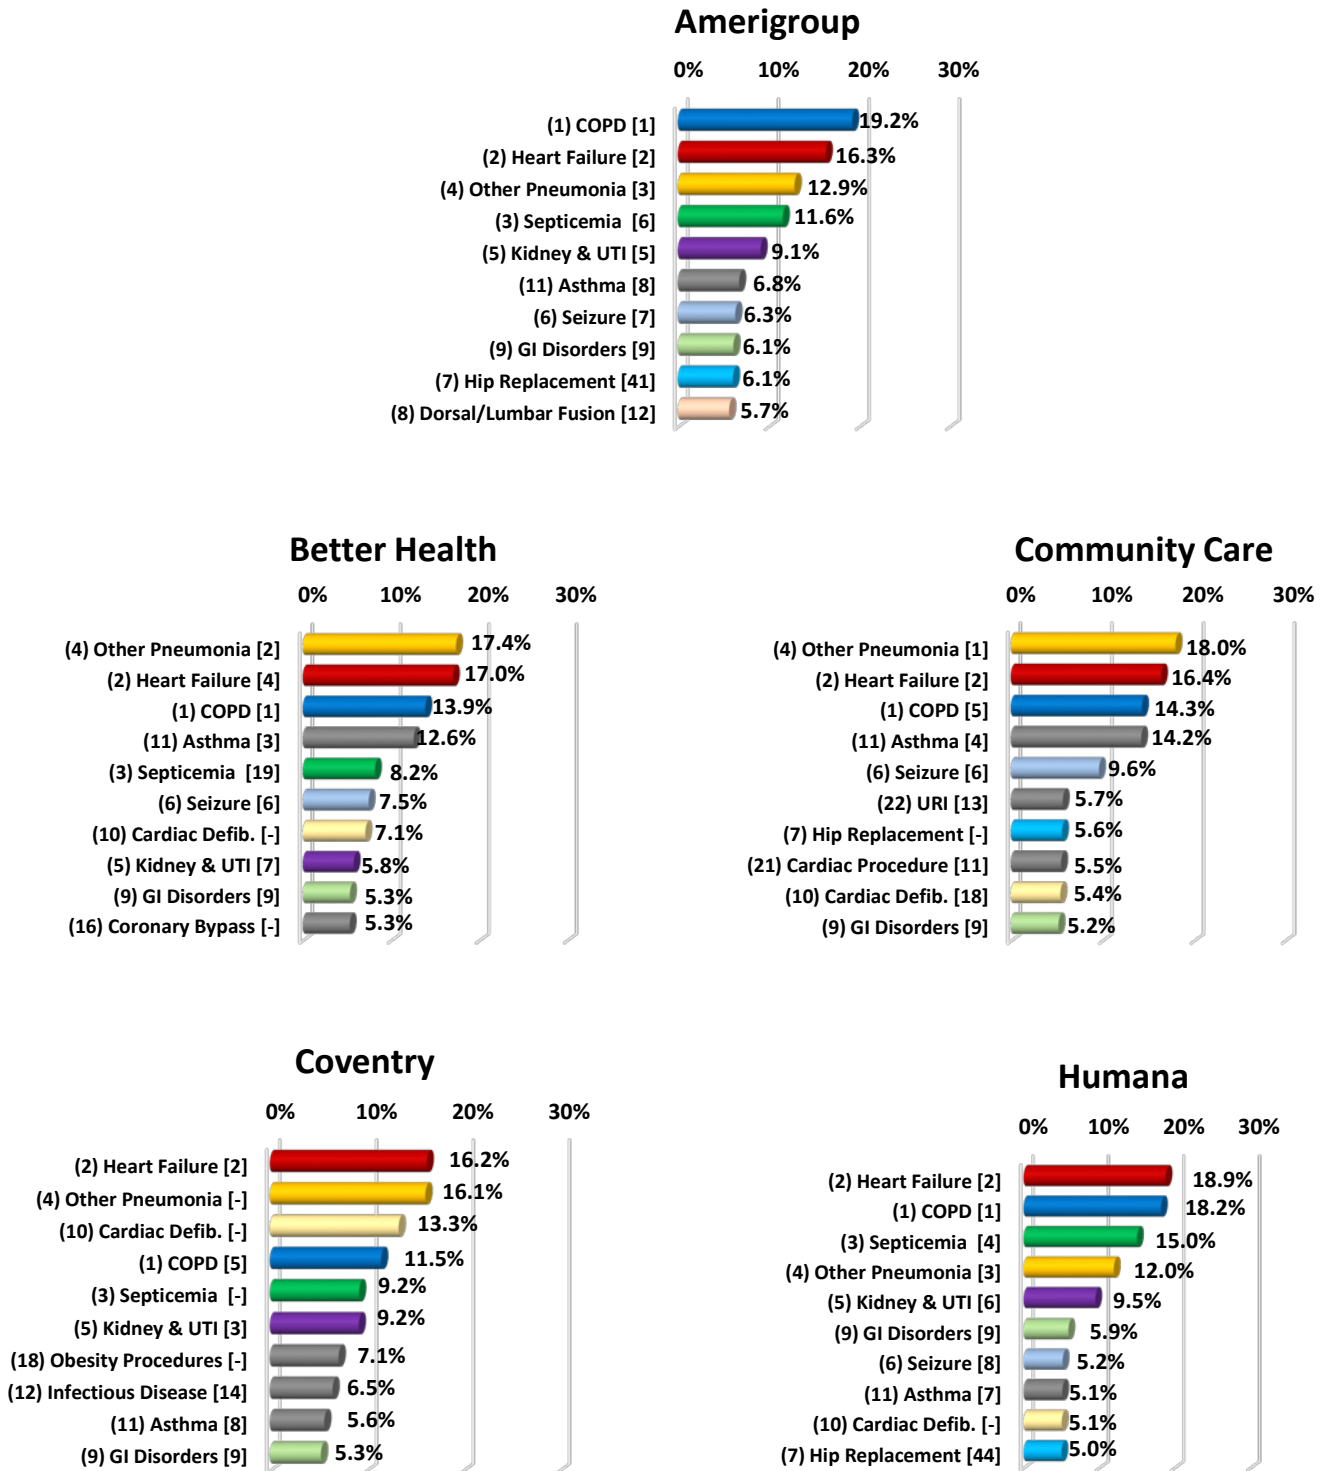 Amerigroup
0% 10% 20% 30%
(1) COPD [1] 19.2%
(2) Heart Failure [2] 16.3%
(4) Other Pneumonia [3] 12.9%
(3) Septicemia [6] 11.6%
(5) Kidney & UTI [5] 9.1%
(11) Asthma [8] 6.8%
(6) Seizure [7] 6.3%
(9) GI Disorders [9] 6.1%
(7) Hip Replacement [41] 6.1%
(8) Dorsal/Lumbar Fusion [12] 5.7%
Better Health
0% 10% 20% 30%
(4) Other Pneumonia [2] 17.4%
(2) Heart Failure [4] 17.0%
(1) COPD [1] 13.9%
(11) Asthma [3] 12.6%
(3) Septicemia [19] 8.2%
(6) Seizure [6] 7.5%
(10) Cardiac Defib. [-] 7.1%
(5) Kidney & UTI [7] 5.8%
(9) GI Disorders [9] 5.3%
(16) Coronary Bypass [-] 5.3%
Community Care
0% 10% 20% 30%
(4) Other Pneumonia [1] 18.0%
(2) Heart Failure [2] 16.4%
(1) COPD [5] 14.3%
(11) Asthma [4] 14.2%
(6) Seizure [6] 9.6%
(22) URI [13] 5.7%
(7) Hip Replacement [-] 5.6%
(21) Cardiac Procedure [11] 5.5%
(10) Cardiac Defib. [18] 5.4%
(9) GI Disorders [9] 5.2%
Coventry
0% 10% 20% 30%
(2) Heart Failure [2] 16.2%
(4) Other Pneumonia [-] 16.1%
(10) Cardiac Defib. [-] 13.3%
(1) COPD [5] 11.5%
(3) Septicemia [-] 9.2%
(5) Kidney & UTI [3] 9.2%
(18) Obesity Procedures [-] 7.1%
(12) Infectious Disease [14] 6.5%
(11) Asthma [8] 5.6%
(9) GI Disorders [9] 5.3%
Humana
0% 10% 20% 30%
(2) Heart Failure [2] 18.9%
(1) COPD [1] 18.2%
(3) Septicemia [4] 15.0%
(4) Other Pneumonia [3] 12.0%
(5) Kidney & UTI [6] 9.5%
(9) GI Disorders [9] 5.9%
(6) Seizure [8] 5.2%
(11) Asthma [7] 5.1%
(10) Cardiac Defib. [-] 5.1%
(7) Hip Replacement [44] 5.0%